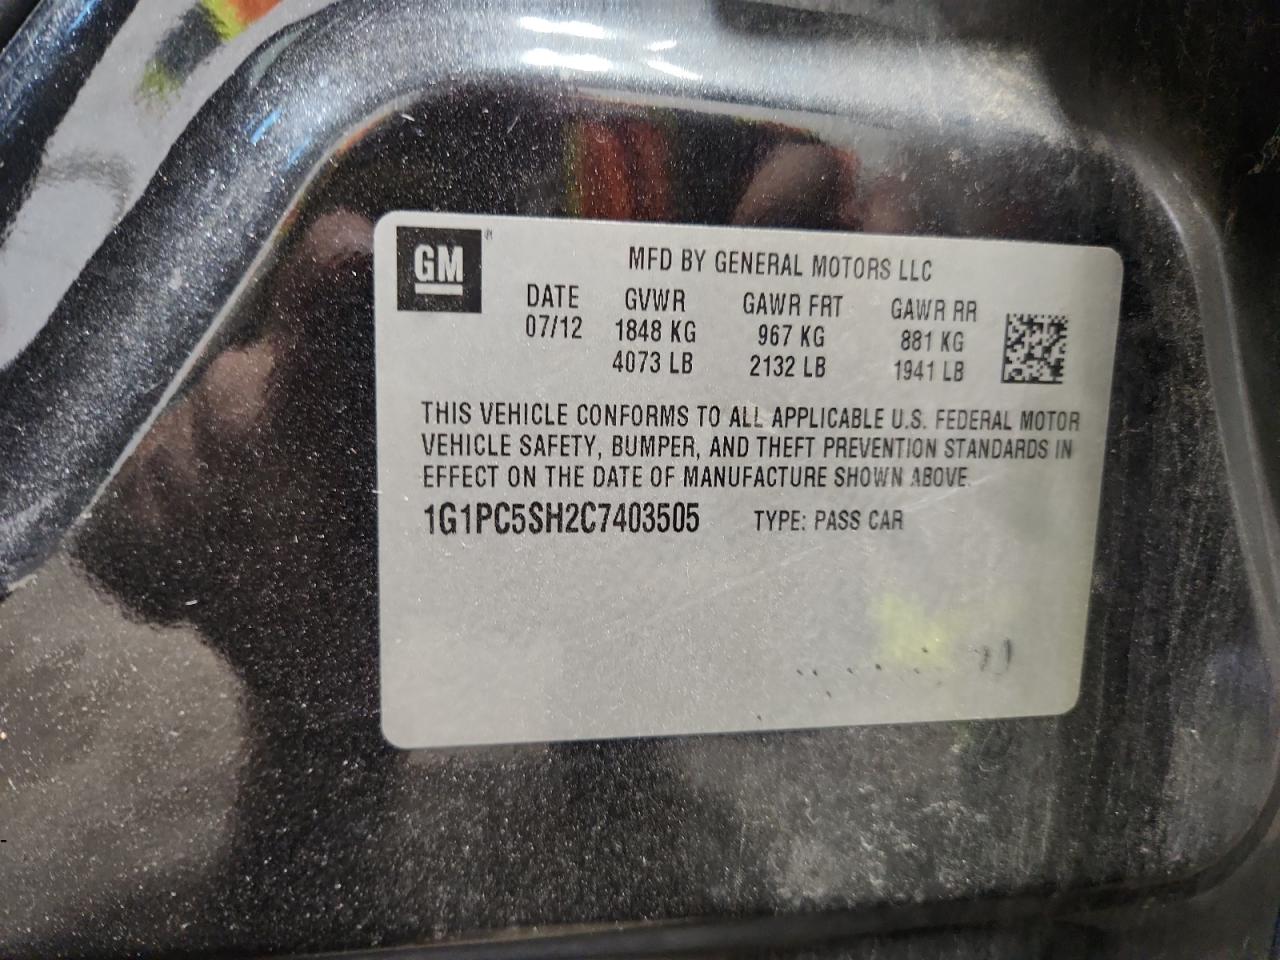 GM
MFD BY GENERAL MOTORS LLC
DATE GVWR GAWR FRT GAWR RR
07/12 1848 KG 967 KG 881 KG
4073 LB 2132 LB 1941 LB
THIS VEHICLE CONFORMS TO ALL APPLICABLE U.S. FEDERAL MOTOR
VEHICLE SAFETY, BUMPER, AND THEFT PREVENTION STANDARDS IN
EFFECT ON THE DATE OF MANUFACTURE SHOWN ABOVE.
1G1PC5SH2C7403505 TYPE: PASS CAR